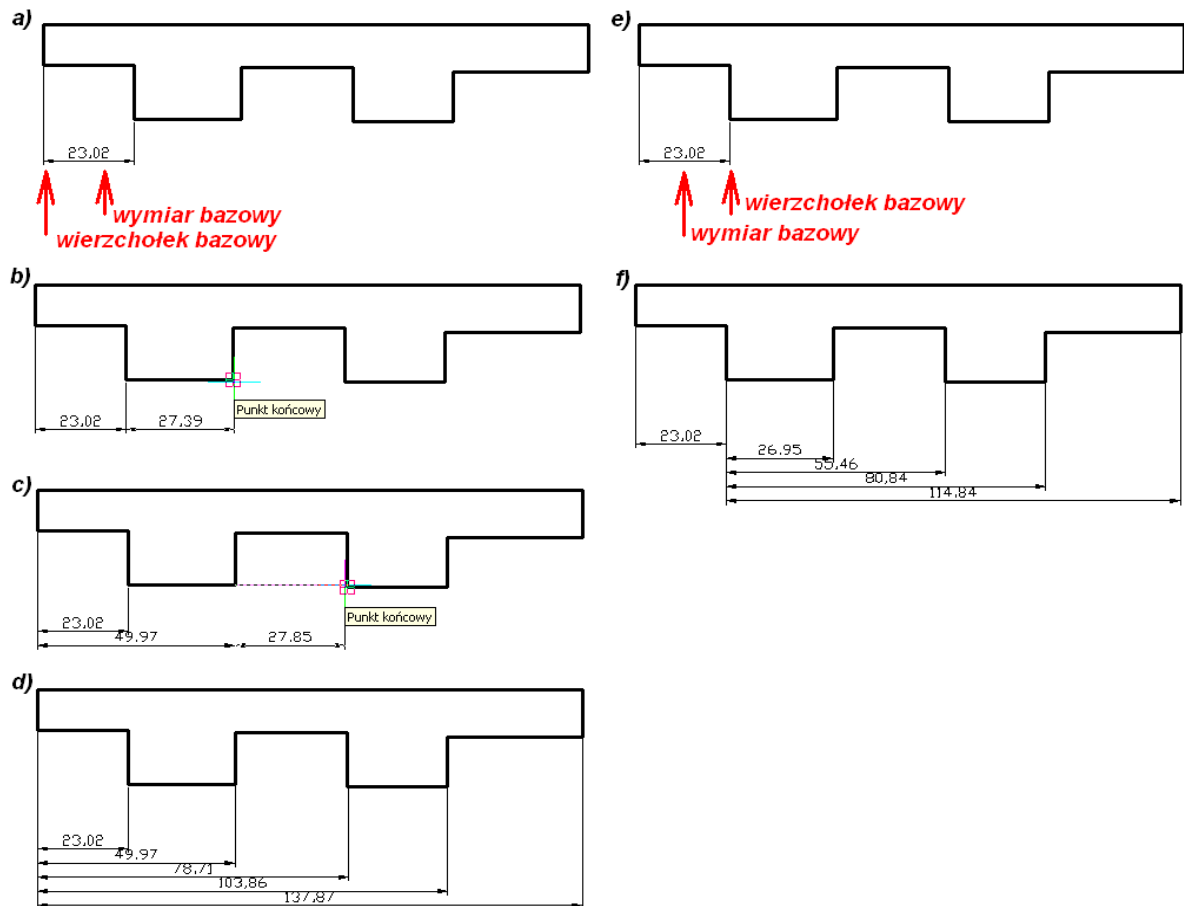 a)
23,02
wymiar bazowy
wierzchołek bazowy
b)
23,02
27,39
Punkt końcowy
c)
23,02
49,97
27,85
Punkt końcowy
d)
23,02
49,97
78,71
103,86
137,87
e)
23,02
wierzchołek bazowy
wymiar bazowy
f)
23,02
26,95
55,46
80,84
114,84